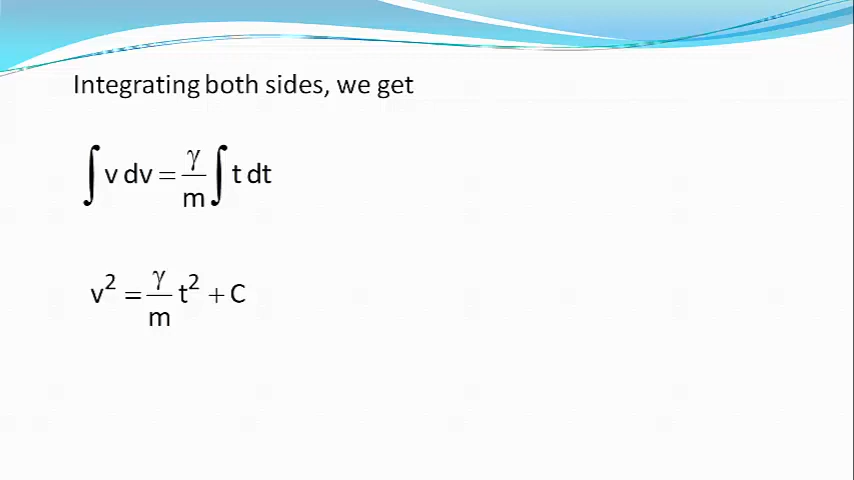 Integrating both sides, we get
∫ v dv = γ/m ∫ t dt
v² = γ/m t² + C